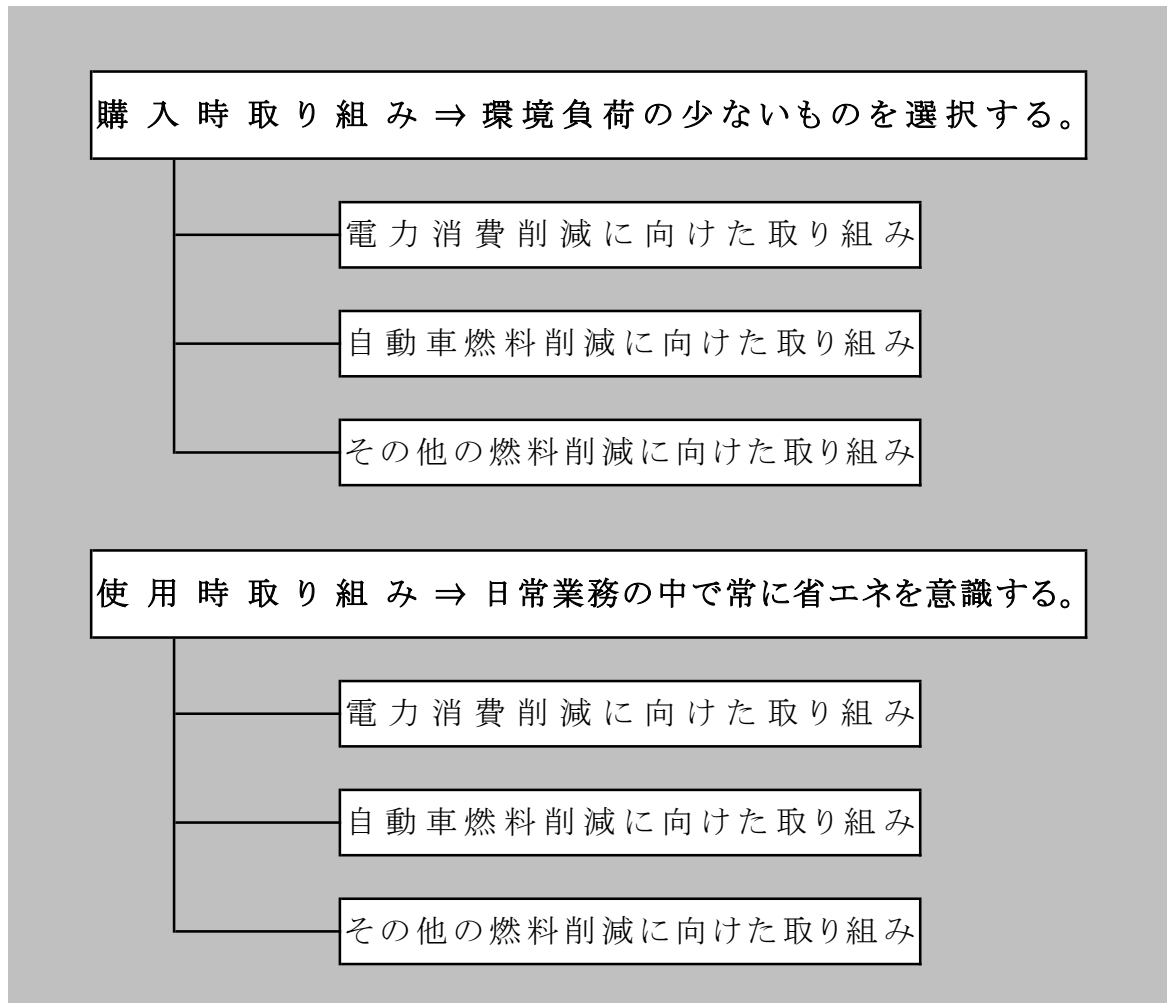 購入時取り組み⇒環境負荷の少ないものを選択する。
電力消費削減に向けた取り組み
自動車燃料削減に向けた取り組み
その他の燃料削減に向けた取り組み
使用時取り組み⇒日常業務の中で常に省エネを意識する。
電力消費削減に向けた取り組み
自動車燃料削減に向けた取り組み
その他の燃料削減に向けた取り組み